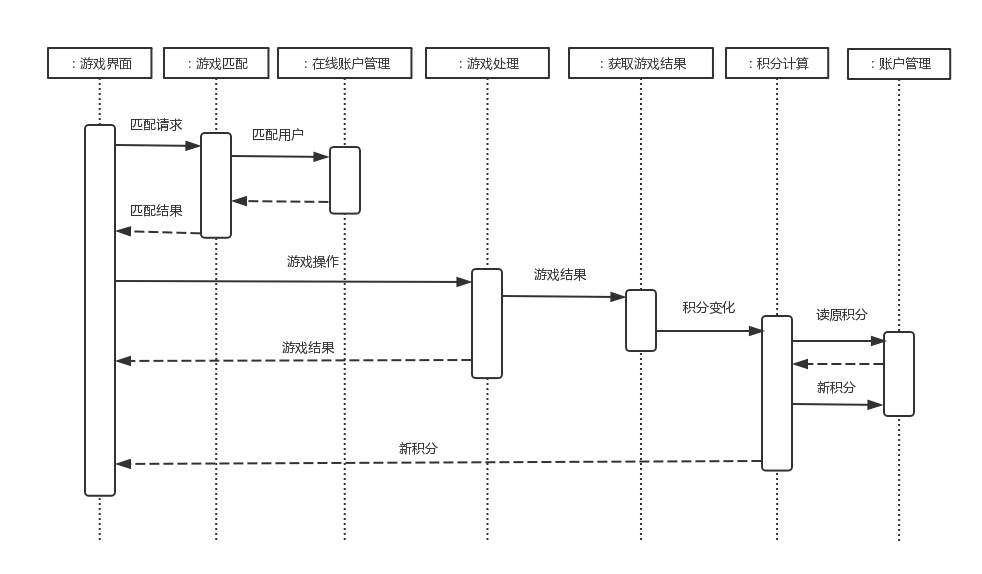 ：游戏界面
：游戏匹配
：在线账户管理
：游戏处理
：获取游戏结果
：积分计算
：账户管理
匹配请求
匹配用户
匹配结果
游戏操作
游戏结果
积分变化
读原积分
游戏结果
新积分
新积分